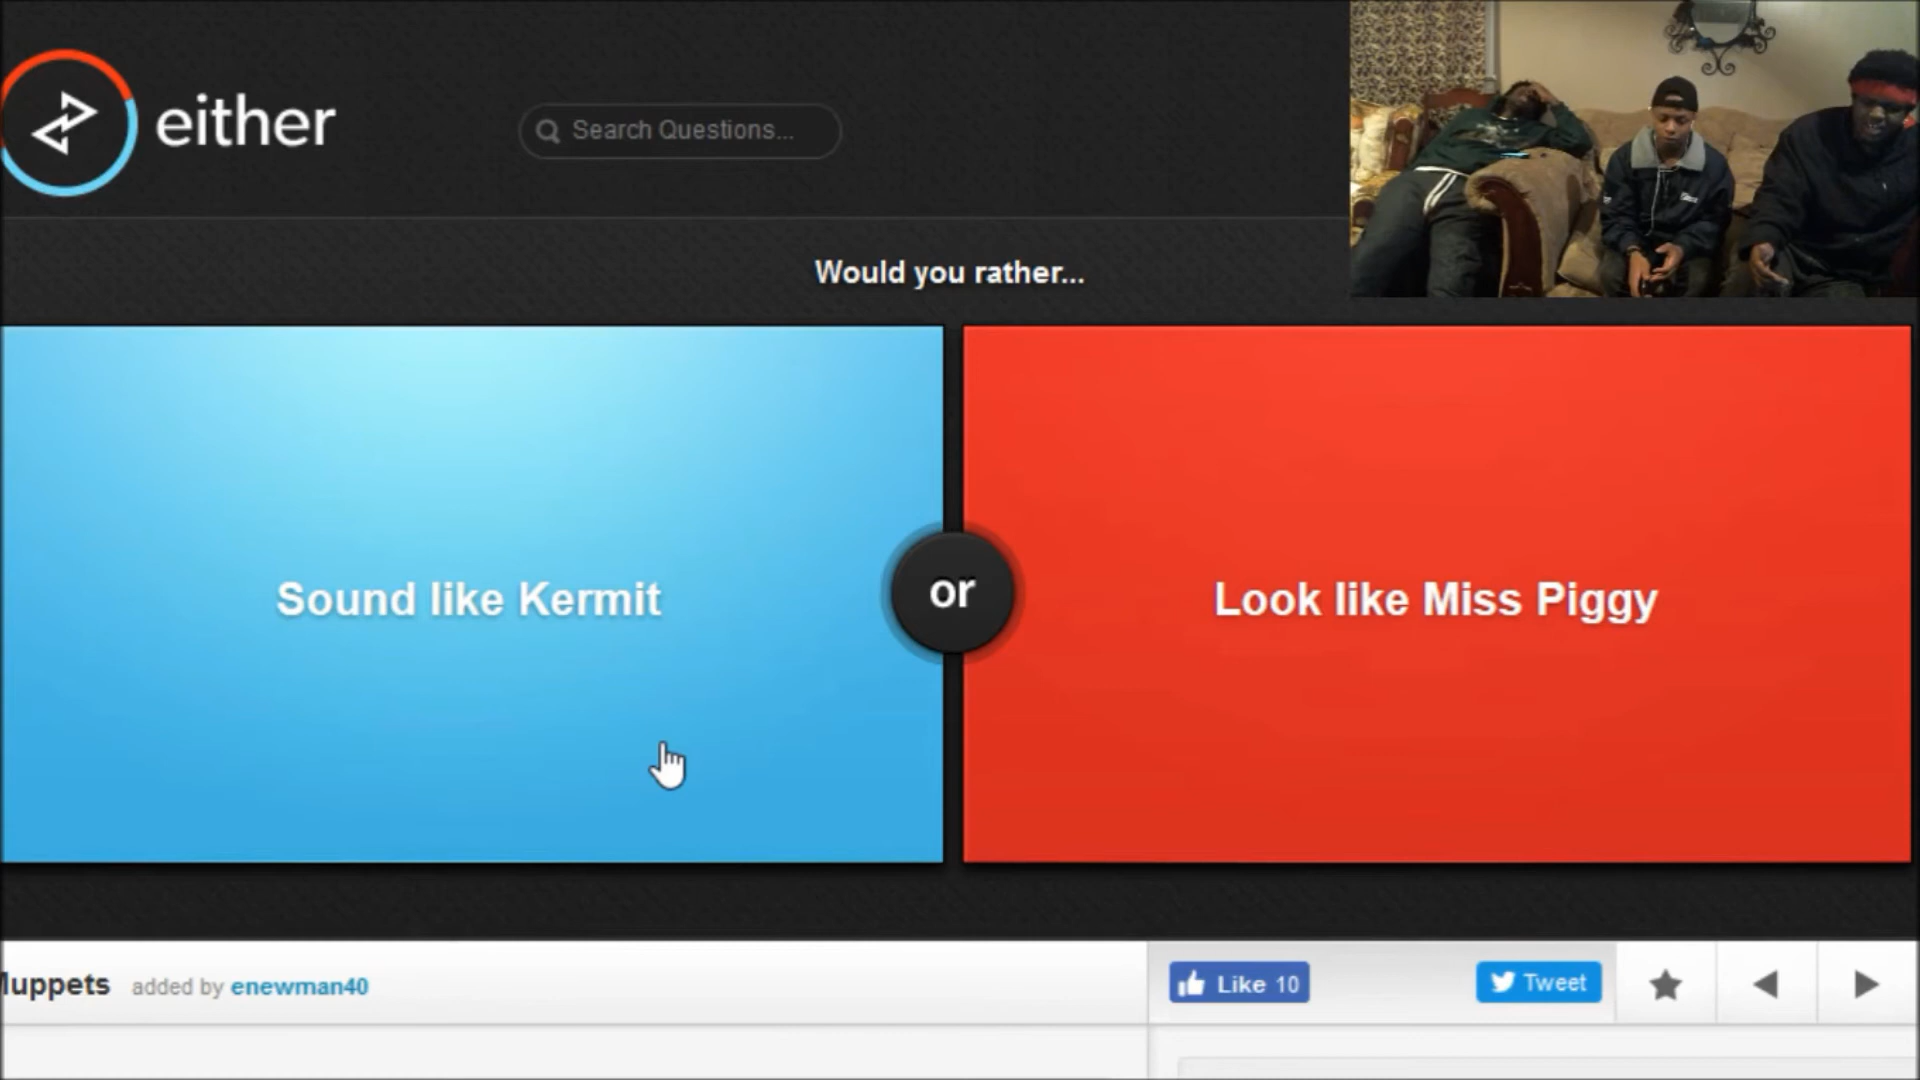 either
Search Questions...
Would you rather...
Sound like Kermit
or
Look like Miss Piggy
Muppets added by enewman40
Like 10
Tweet